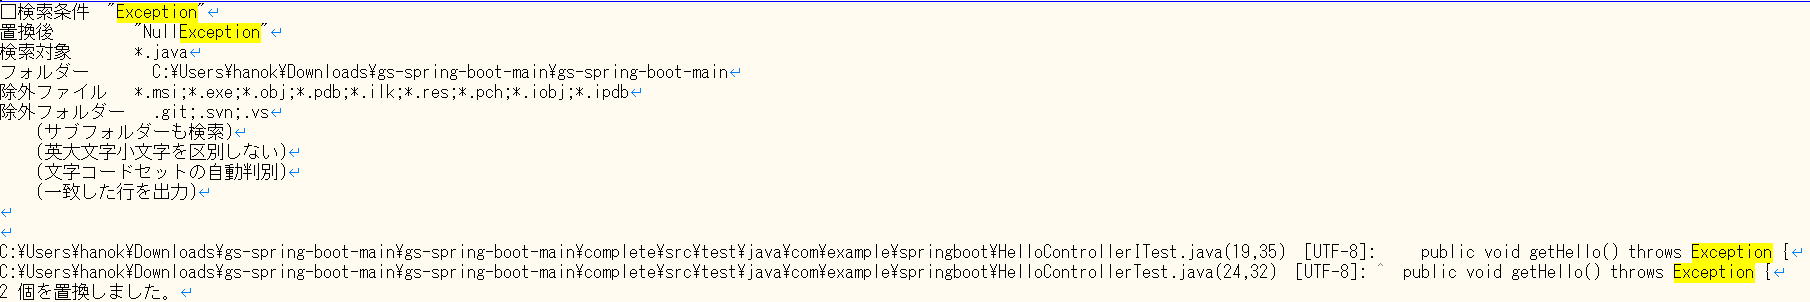 □検索条件 "Exception"↵
置換後 "NullException"↵
検索対象 *.java↵
フォルダー C:\Users\hanok\Downloads\gs-spring-boot-main\gs-spring-boot-main↵
除外ファイル *.msi;*.exe;*.obj;*.pdb;*.ilk;*.res;*.pch;*.iobj;*.ipdb↵
除外フォルダー .git;.svn;.vs↵
(サブフォルダーも検索)↵
(英大文字小文字を区別しない)↵
(文字コードセットの自動判別)↵
(一致した行を出力)↵
↵
↵
C:\Users\hanok\Downloads\gs-spring-boot-main\gs-spring-boot-main\complete\src\test\java\com\example\springboot\HelloControllerITest.java(19,35) [UTF-8]: public void getHello() throws Exception {↵
C:\Users\hanok\Downloads\gs-spring-boot-main\gs-spring-boot-main\complete\src\test\java\com\example\springboot\HelloControllerTest.java(24,32) [UTF-8]: ^ public void getHello() throws Exception {↵
2 個を置換しました。↵